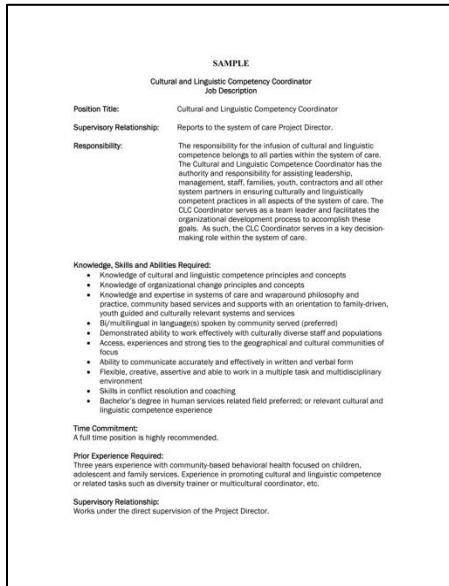 SAMPLE
Cultural and Linguistic Competency Coordinator
Job Description
Position Title: Cultural and Linguistic Competency Coordinator
Supervisory Relationship: Reports to the system of care Project Director.
Responsibility: The responsibility for the infusion of cultural and linguistic
competence belongs to all parties within the system of care.
The Cultural and Linguistic Competence Coordinator has the
authority and responsibility for assisting leadership,
management, staff, families, youth, contractors and all other
system partners in ensuring culturally and linguistically
competent practices in all aspects of the system of care. The
CLC Coordinator serves as a team leader and facilitates the
organizational development process to accomplish these
goals. As such, the CLC Coordinator serves in a key decision-
making role within the system of care.
Knowledge, Skills and Abilities Required:
• Knowledge of cultural and linguistic competence principles and concepts
• Knowledge of organizational change principles and concepts
• Knowledge and expertise in systems of care and wraparound philosophy and
practice, community based services and supports with an orientation to family-driven,
youth guided and culturally relevant systems and services
• Bi/multilingual in language(s) spoken by community served (preferred)
• Demonstrated ability to work effectively with culturally diverse staff and populations
• Access, experiences and strong ties to the geographical and cultural communities of
focus
• Ability to communicate accurately and effectively in written and verbal form
• Flexible, creative, assertive and able to work in a multiple task and multidisciplinary
environment
• Skills in conflict resolution and coaching
• Bachelor's degree in human services related field preferred; or relevant cultural and
linguistic competence experience
Time Commitment:
A full time position is highly recommended.
Prior Experience Required:
Three years experience with community-based behavioral health focused on children,
adolescent and family services. Experience in promoting cultural and linguistic competence
or related tasks such as diversity trainer or multicultural coordinator, etc.
Supervisory Relationship:
Works under the direct supervision of the Project Director.